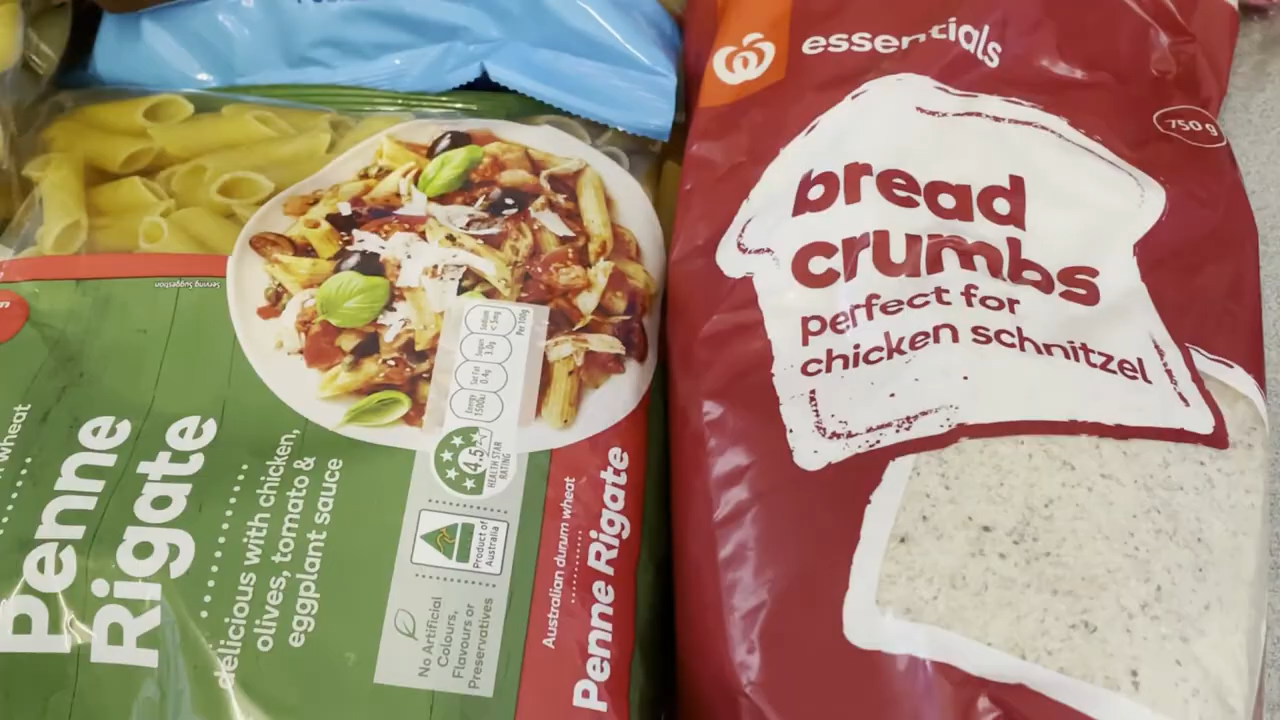 Serving Suggestion
wheat
Penne
Rigate
delicious with chicken,
olives, tomato &
eggplant sauce
Per 100g
Energy
1500kJ
Sat Fat
0.4g
Sugars
3.0g
Sodium
<5mg
4.5
HEALTH STAR
RATING
Product of
Australia
No Artificial
Colours,
Flavours or
Preservatives
Australian durum wheat
Penne Rigate
essentials
750 g
bread
crumbs
perfect for
chicken schnitzel